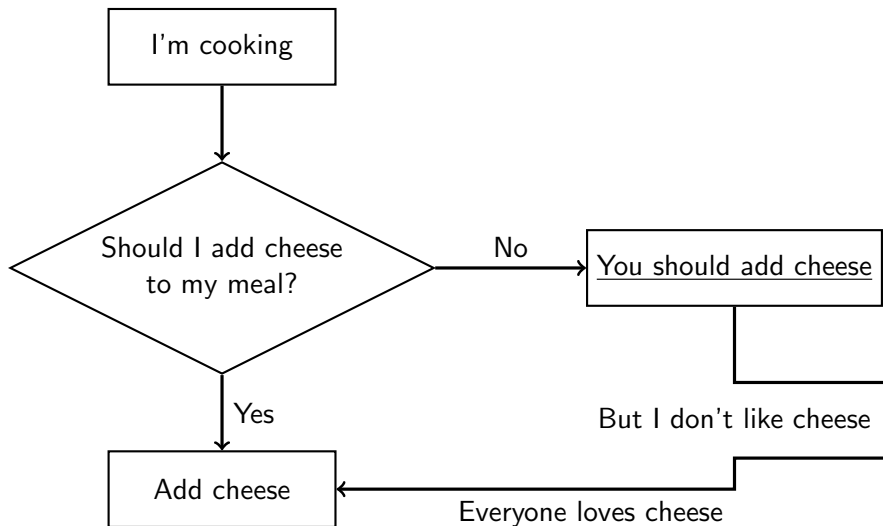 I'm cooking
Should I add cheese
to my meal?
No
You should add cheese
Yes
But I don't like cheese
Add cheese
Everyone loves cheese